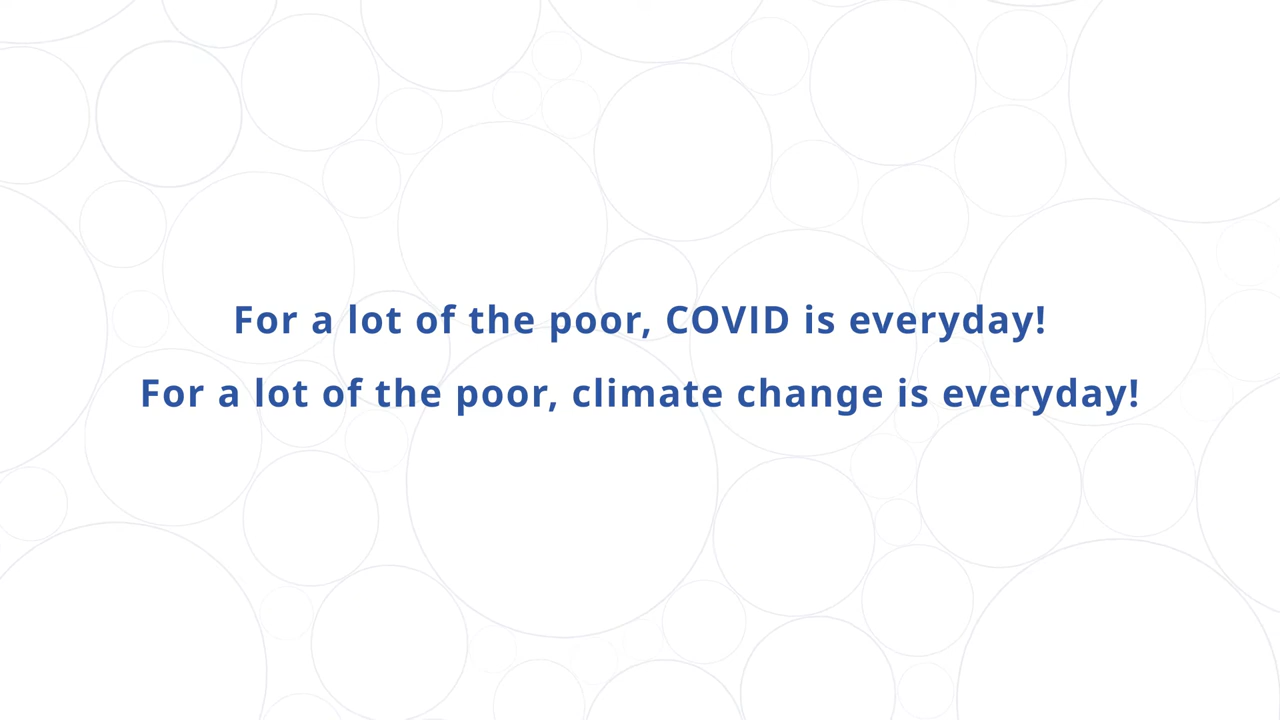 For a lot of the poor, COVID is everyday!
For a lot of the poor, climate change is everyday!